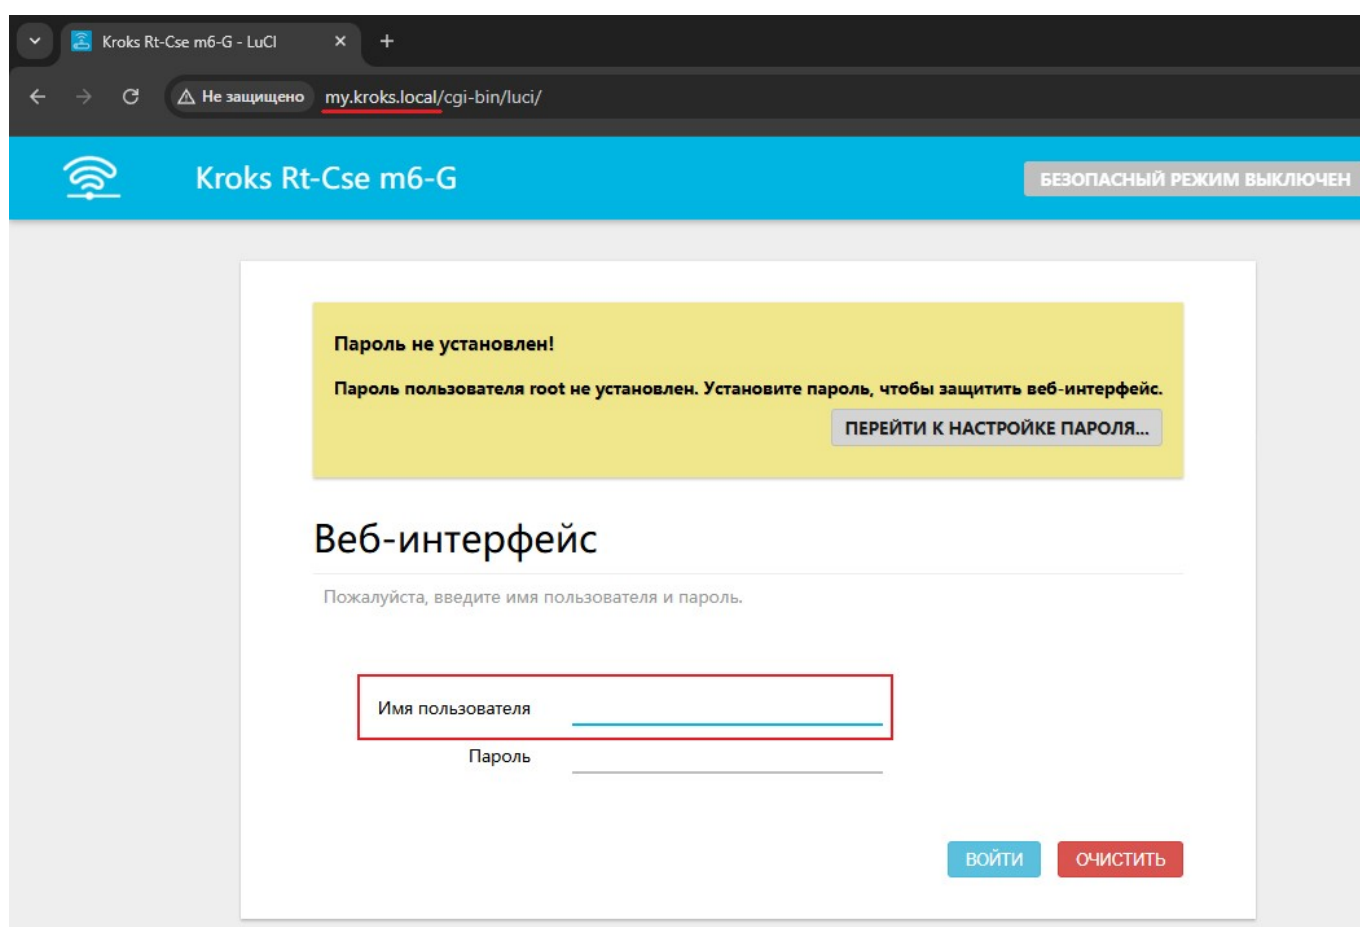 Kroks Rt-Cse m6-G - LuCI
Не защищено my.kroks.local/cgi-bin/luci/
Kroks Rt-Cse m6-G
БЕЗОПАСНЫЙ РЕЖИМ ВЫКЛЮЧЕН
Пароль не установлен!
Пароль пользователя root не установлен. Установите пароль, чтобы защитить веб-интерфейс.
ПЕРЕЙТИ К НАСТРОЙКЕ ПАРОЛЯ...
Веб-интерфейс
Пожалуйста, введите имя пользователя и пароль.
Имя пользователя
Пароль
ВОЙТИ ОЧИСТИТЬ